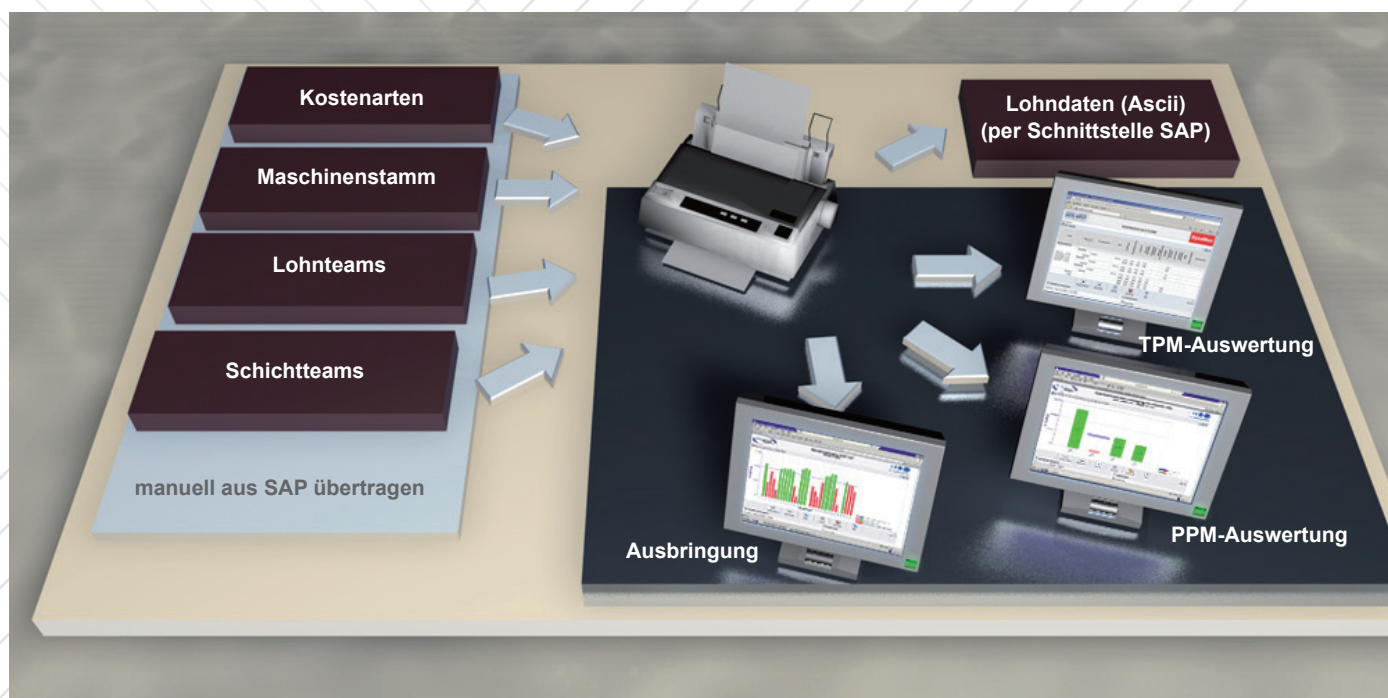 Kostenarten
Maschinenstamm
Lohnteams
Schichtteams
manuell aus SAP übertragen
Lohndaten (Ascii)
(per Schnittstelle SAP)
TPM-Auswertung
PPM-Auswertung
Ausbringung